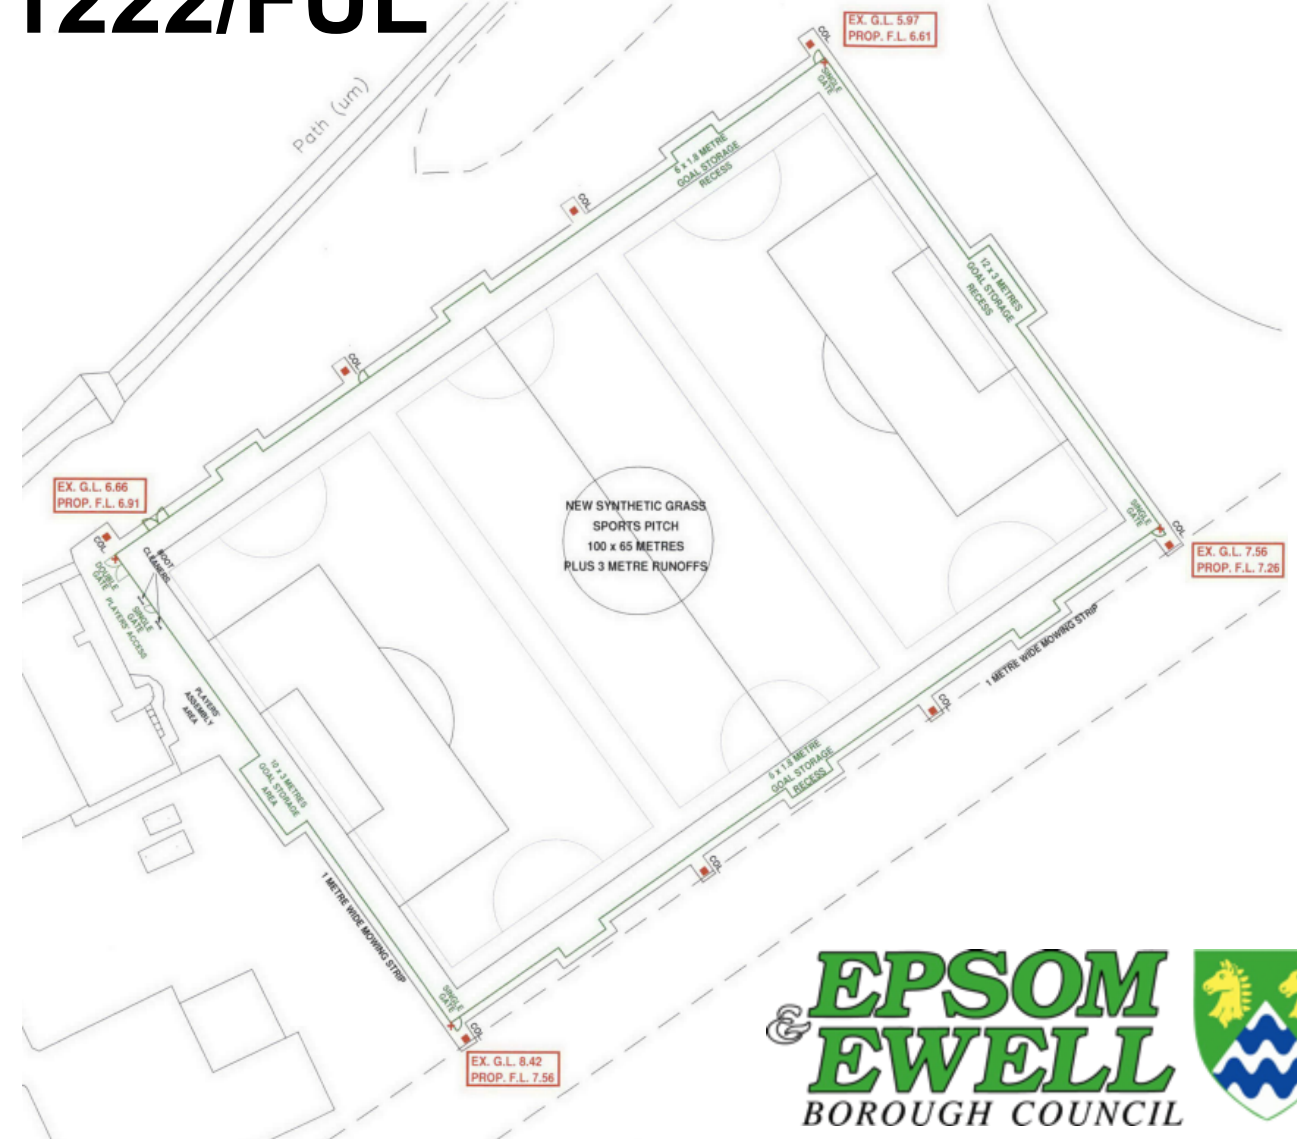 1222/FUL
EX. G.L. 5.97
PROP. F.L. 6.61
COL.
SINGLE
GATE
Path (um)
6 x 1.8 METRE
GOAL STORAGE
RECESS
COL.
12 x 3 METRES
GOAL STORAGE
RECESS
COL.
EX. G.L. 6.66
PROP. F.L. 6.91
COL.
DOUBLE
GATE
BOOT
CLEANERS
SINGLE
GATE
PLAYERS' ACCESS
NEW SYNTHETIC GRASS
SPORTS PITCH
100 x 65 METRES
PLUS 3 METRE RUNOFFS
SINGLE
GATE
COL.
EX. G.L. 7.56
PROP. F.L. 7.26
1 METRE WIDE MOWING STRIP
PLAYERS'
ASSEMBLY
AREA
COL.
6 x 1.8 METRE
GOAL STORAGE
RECESS
10 x 3 METRES
GOAL STORAGE
AREA
COL.
1 METRE WIDE MOWING STRIP
SINGLE
GATE
COL.
EX. G.L. 8.42
PROP. F.L. 7.56
EPSOM
& EWELL
BOROUGH COUNCIL